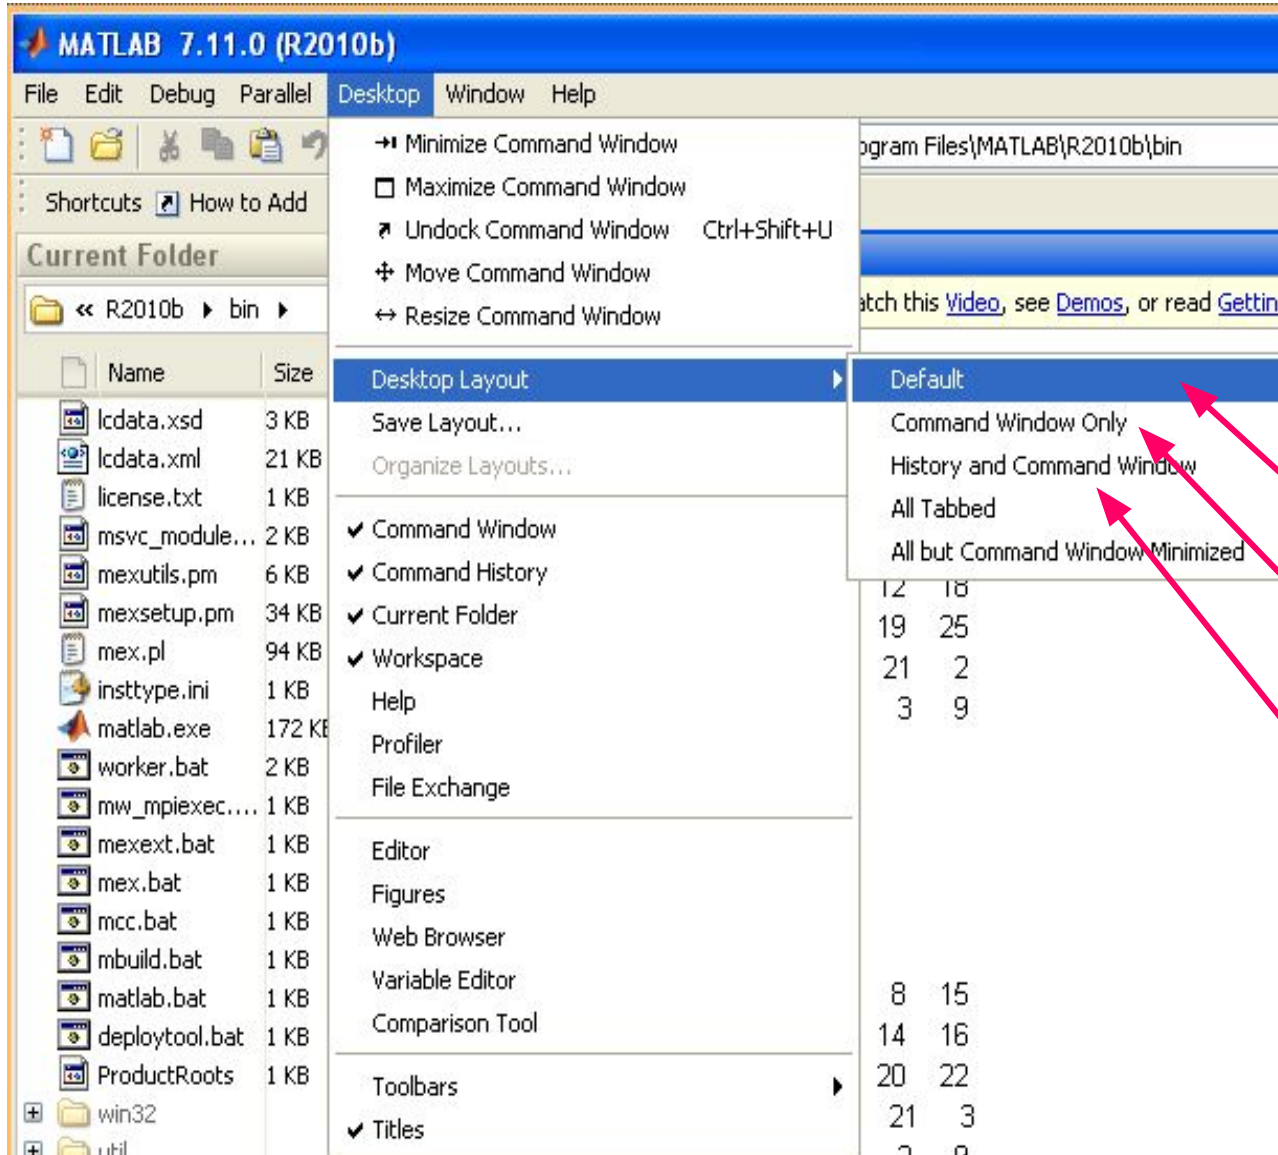 MATLAB 7.11.0 (R2010b)
File Edit Debug Parallel Desktop Window Help
ogram Files\MATLAB\R2010b\bin
Shortcuts How to Add
Current Folder
« R2010b bin
Name Size
lcdata.xsd 3 KB
lcdata.xml 21 KB
license.txt 1 KB
msvc_module... 2 KB
mexutils.pm 6 KB
mexsetup.pm 34 KB
mex.pl 94 KB
insttype.ini 1 KB
matlab.exe 172 KB
worker.bat 2 KB
mw_mpiexec.... 1 KB
mexext.bat 1 KB
mex.bat 1 KB
mcc.bat 1 KB
mbuild.bat 1 KB
matlab.bat 1 KB
deploytool.bat 1 KB
ProductRoots 1 KB
win32
util
Minimize Command Window
Maximize Command Window
Undock Command Window Ctrl+Shift+U
Move Command Window
Resize Command Window
Desktop Layout
Save Layout...
Organize Layouts...
Command Window
Command History
Current Folder
Workspace
Help
Profiler
File Exchange
Editor
Figures
Web Browser
Variable Editor
Comparison Tool
Toolbars
Titles
atch this Video, see Demos, or read Gettin
Default
Command Window Only
History and Command Window
All Tabbed
All but Command Window Minimized
12 18
19 25
21 2
3 9
8 15
14 16
20 22
21 3
2 9